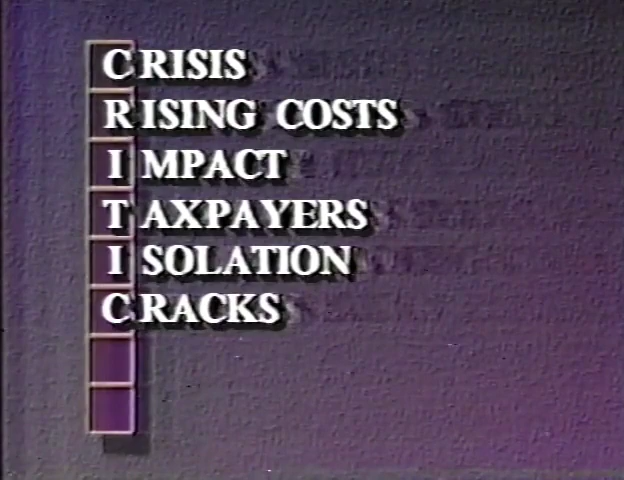 CRISIS
RISING COSTS
IMPACT
TAXPAYERS
ISOLATION
CRACKS